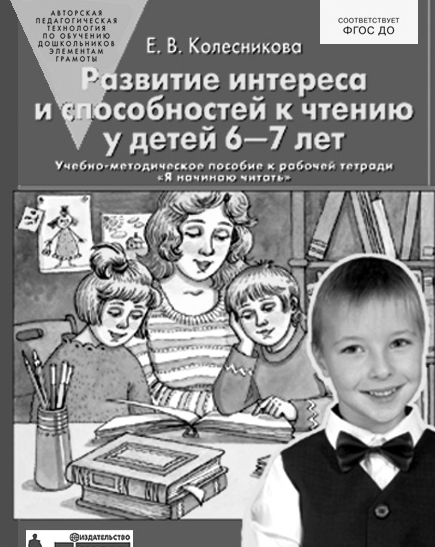 АВТОРСКАЯ
ПЕДАГОГИЧЕСКАЯ
ТЕХНОЛОГИЯ
ПО ОБУЧЕНИЮ
ДОШКОЛЬНИКОВ
ЭЛЕМЕНТАМ
ГРАМОТЫ
СООТВЕТСТВУЕТ
ФГОС ДО
Е. В. Колесникова
Развитие интереса
и способностей к чтению
у детей 6—7 лет
Учебно-методическое пособие к рабочей тетради
«Я начинаю читать»
ИЗДАТЕЛЬСТВО